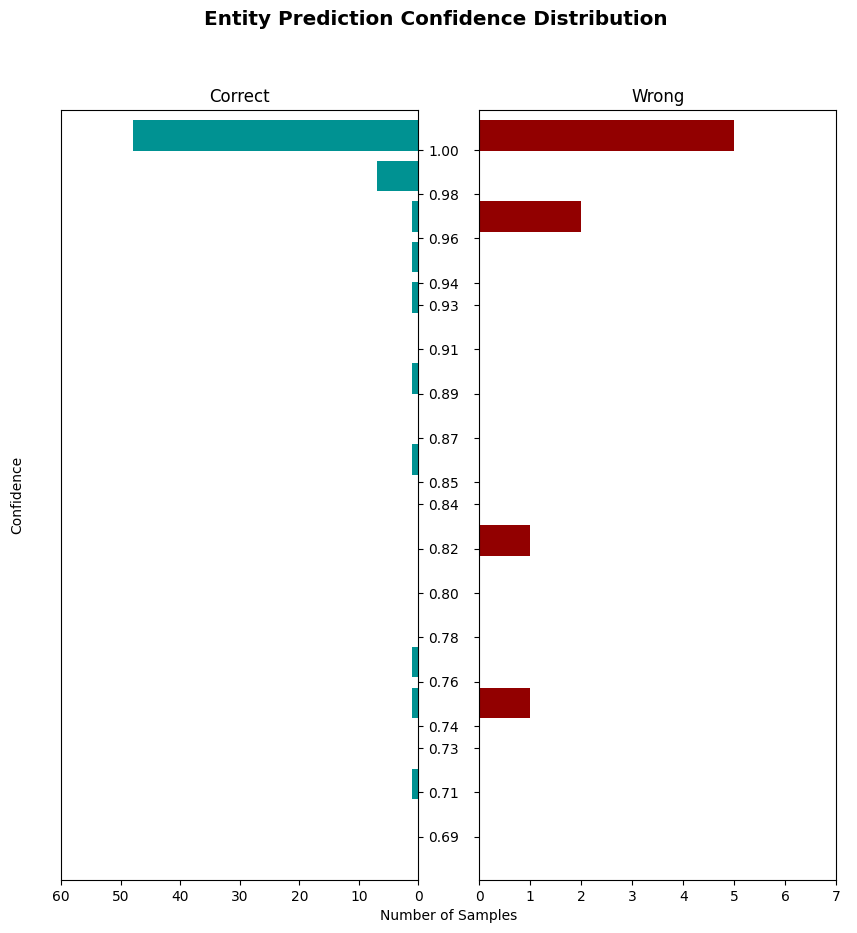 Entity Prediction Confidence Distribution
Correct
Wrong
1.00
0.98
0.96
0.94
0.93
0.91
0.89
0.87
0.85
0.84
0.82
0.80
0.78
0.76
0.74
0.73
0.71
0.69
Confidence
60 50 40 30 20 10 0
0 1 2 3 4 5 6 7
Number of Samples